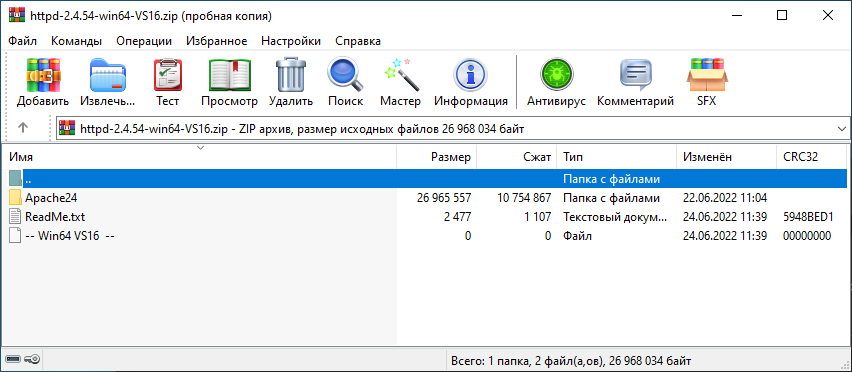 httpd-2.4.54-win64-VS16.zip (пробная копия)
Файл Команды Операции Избранное Настройки Справка
Добавить Извлечь... Тест Просмотр Удалить Поиск Мастер Информация Антивирус Комментарий SFX
httpd-2.4.54-win64-VS16.zip - ZIP архив, размер исходных файлов 26 968 034 байт
Имя Размер Сжат Тип Изменён CRC32
.. Папка с файлами
Apache24 26 965 557 10 754 867 Папка с файлами 22.06.2022 11:04
ReadMe.txt 2 477 1 107 Текстовый докум... 24.06.2022 11:39 5948BED1
-- Win64 VS16 -- 0 0 Файл 24.06.2022 11:39 00000000
Всего: 1 папка, 2 файл(а,ов), 26 968 034 байт